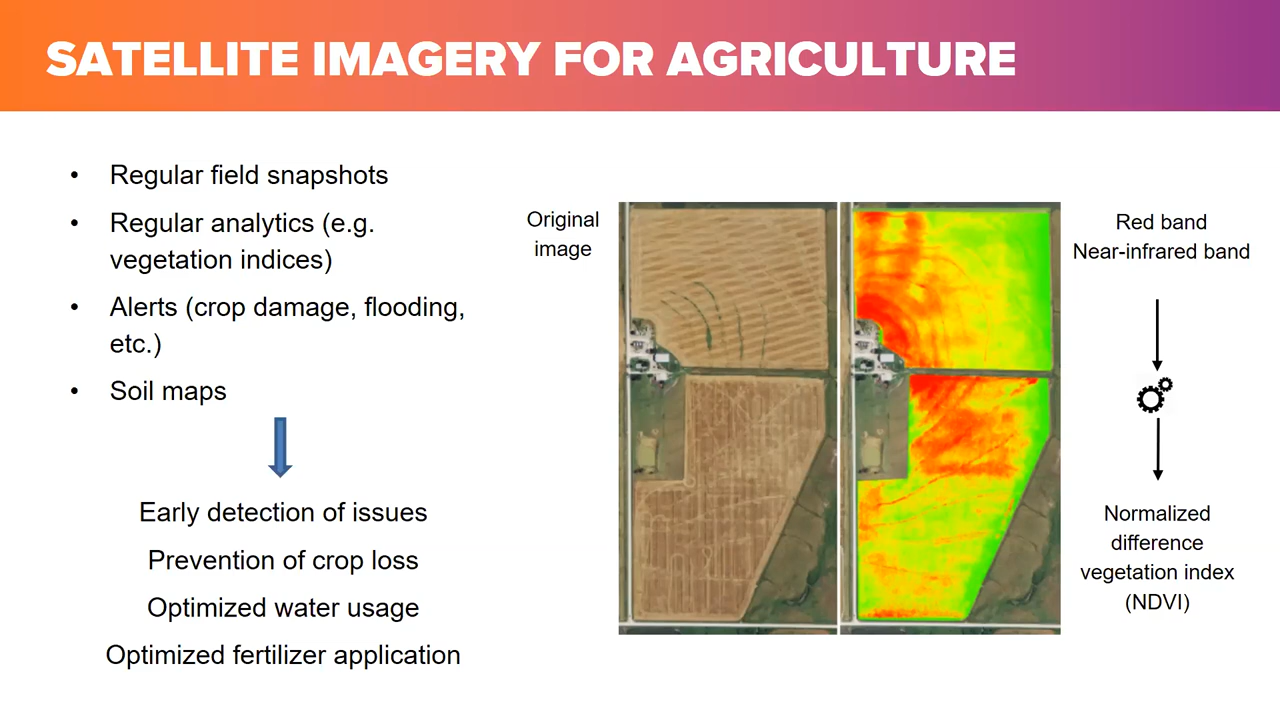 SATELLITE IMAGERY FOR AGRICULTURE
• Regular field snapshots
• Regular analytics (e.g.
vegetation indices)
• Alerts (crop damage, flooding,
etc.)
• Soil maps
Early detection of issues
Prevention of crop loss
Optimized water usage
Optimized fertilizer application
Original
image
Red band
Near-infrared band
Normalized
difference
vegetation index
(NDVI)